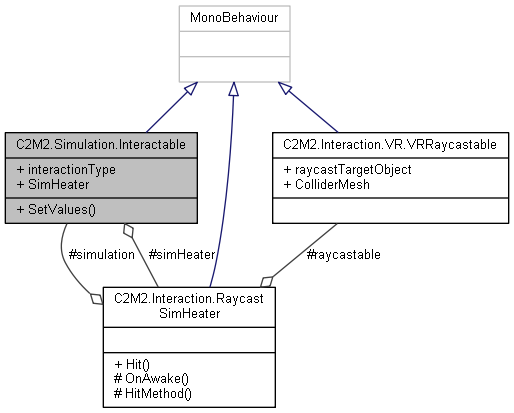 MonoBehaviour
C2M2.Simulation.Interactable
+ interactionType
+ SimHeater
+ SetValues()
C2M2.Interaction.VR.VRRaycastable
+ raycastTargetObject
+ ColliderMesh
#simulation
#simHeater
#raycastable
C2M2.Interaction.Raycast
SimHeater
+ Hit()
# OnAwake()
# HitMethod()